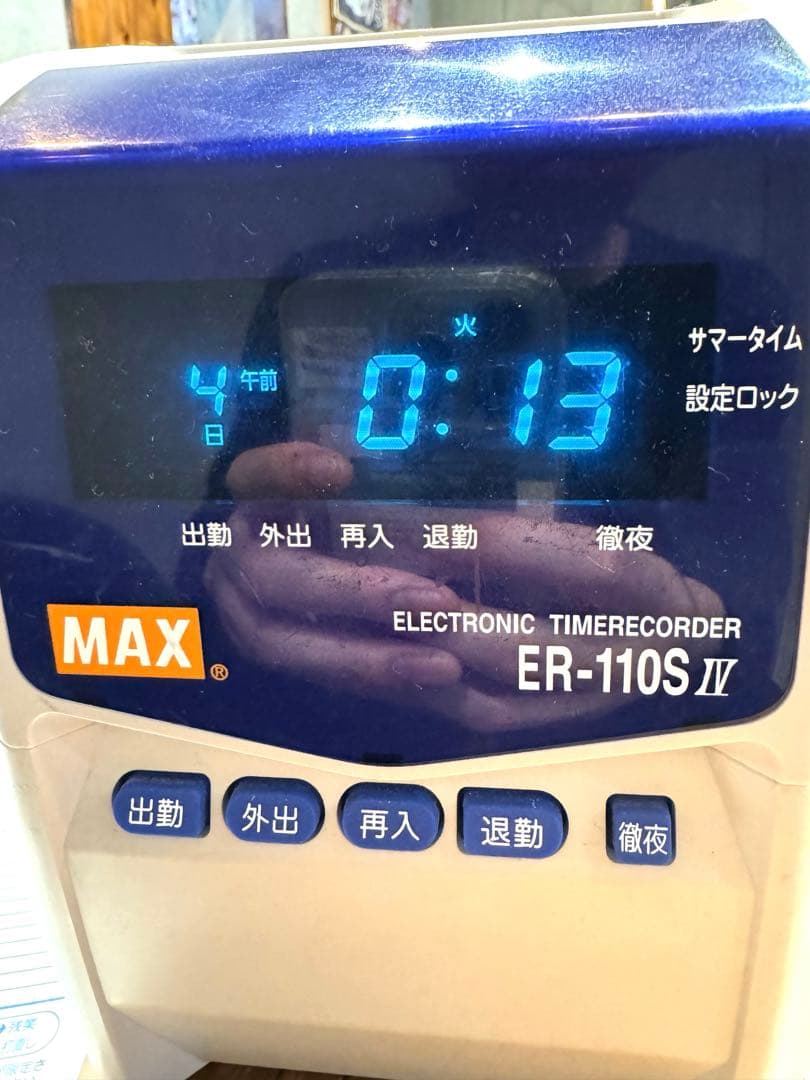 火
サマータイム
4 午前 0:13
日
設定ロック
出勤 外出 再入 退勤 徹夜
ELECTRONIC TIMERECORDER
MAX®
ER-110S IV
出勤 外出 再入 退勤 徹夜
残業